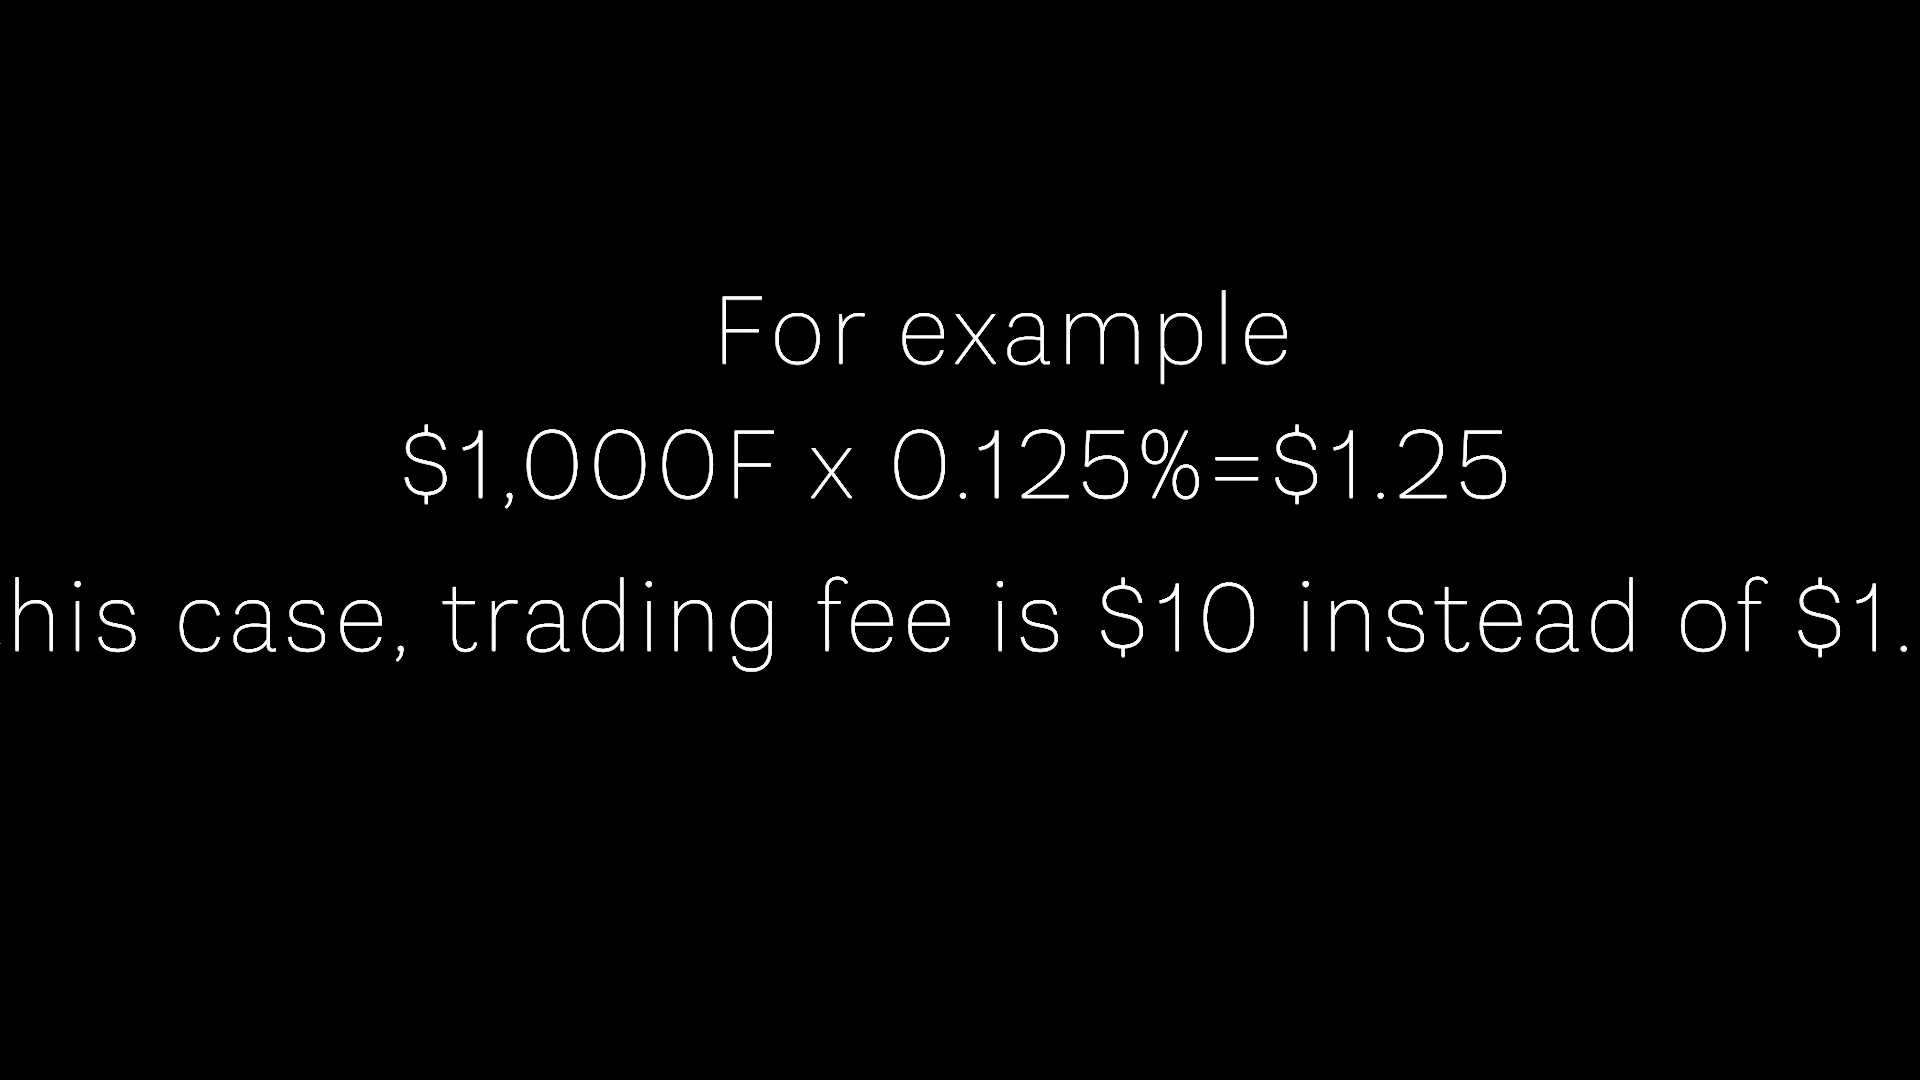 For example
$1,000F x 0.125%=$1.25
his case, trading fee is $10 instead of $1.